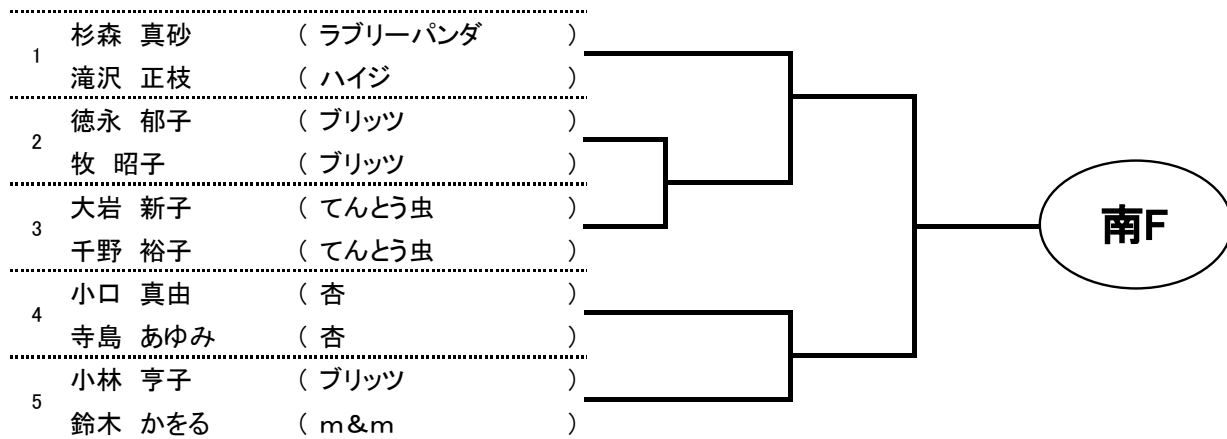 1
杉森 真砂 ( ラブリーパンダ )
滝沢 正枝 ( ハイジ )
2
徳永 郁子 ( ブリッツ )
牧 昭子 ( ブリッツ )
3
大岩 新子 ( てんとう虫 )
千野 裕子 ( てんとう虫 )
4
小口 真由 ( 杏 )
寺島 あゆみ ( 杏 )
5
小林 亨子 ( ブリッツ )
鈴木 かをる ( m&m )
南F